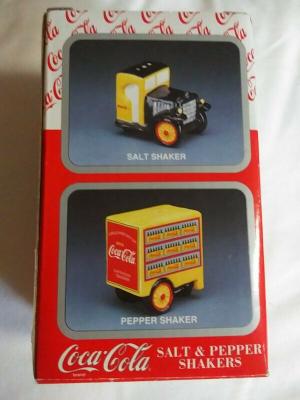 SALT SHAKER
Coca-Cola
PEPPER SHAKER
Coca-Cola SALT & PEPPER
SHAKERS